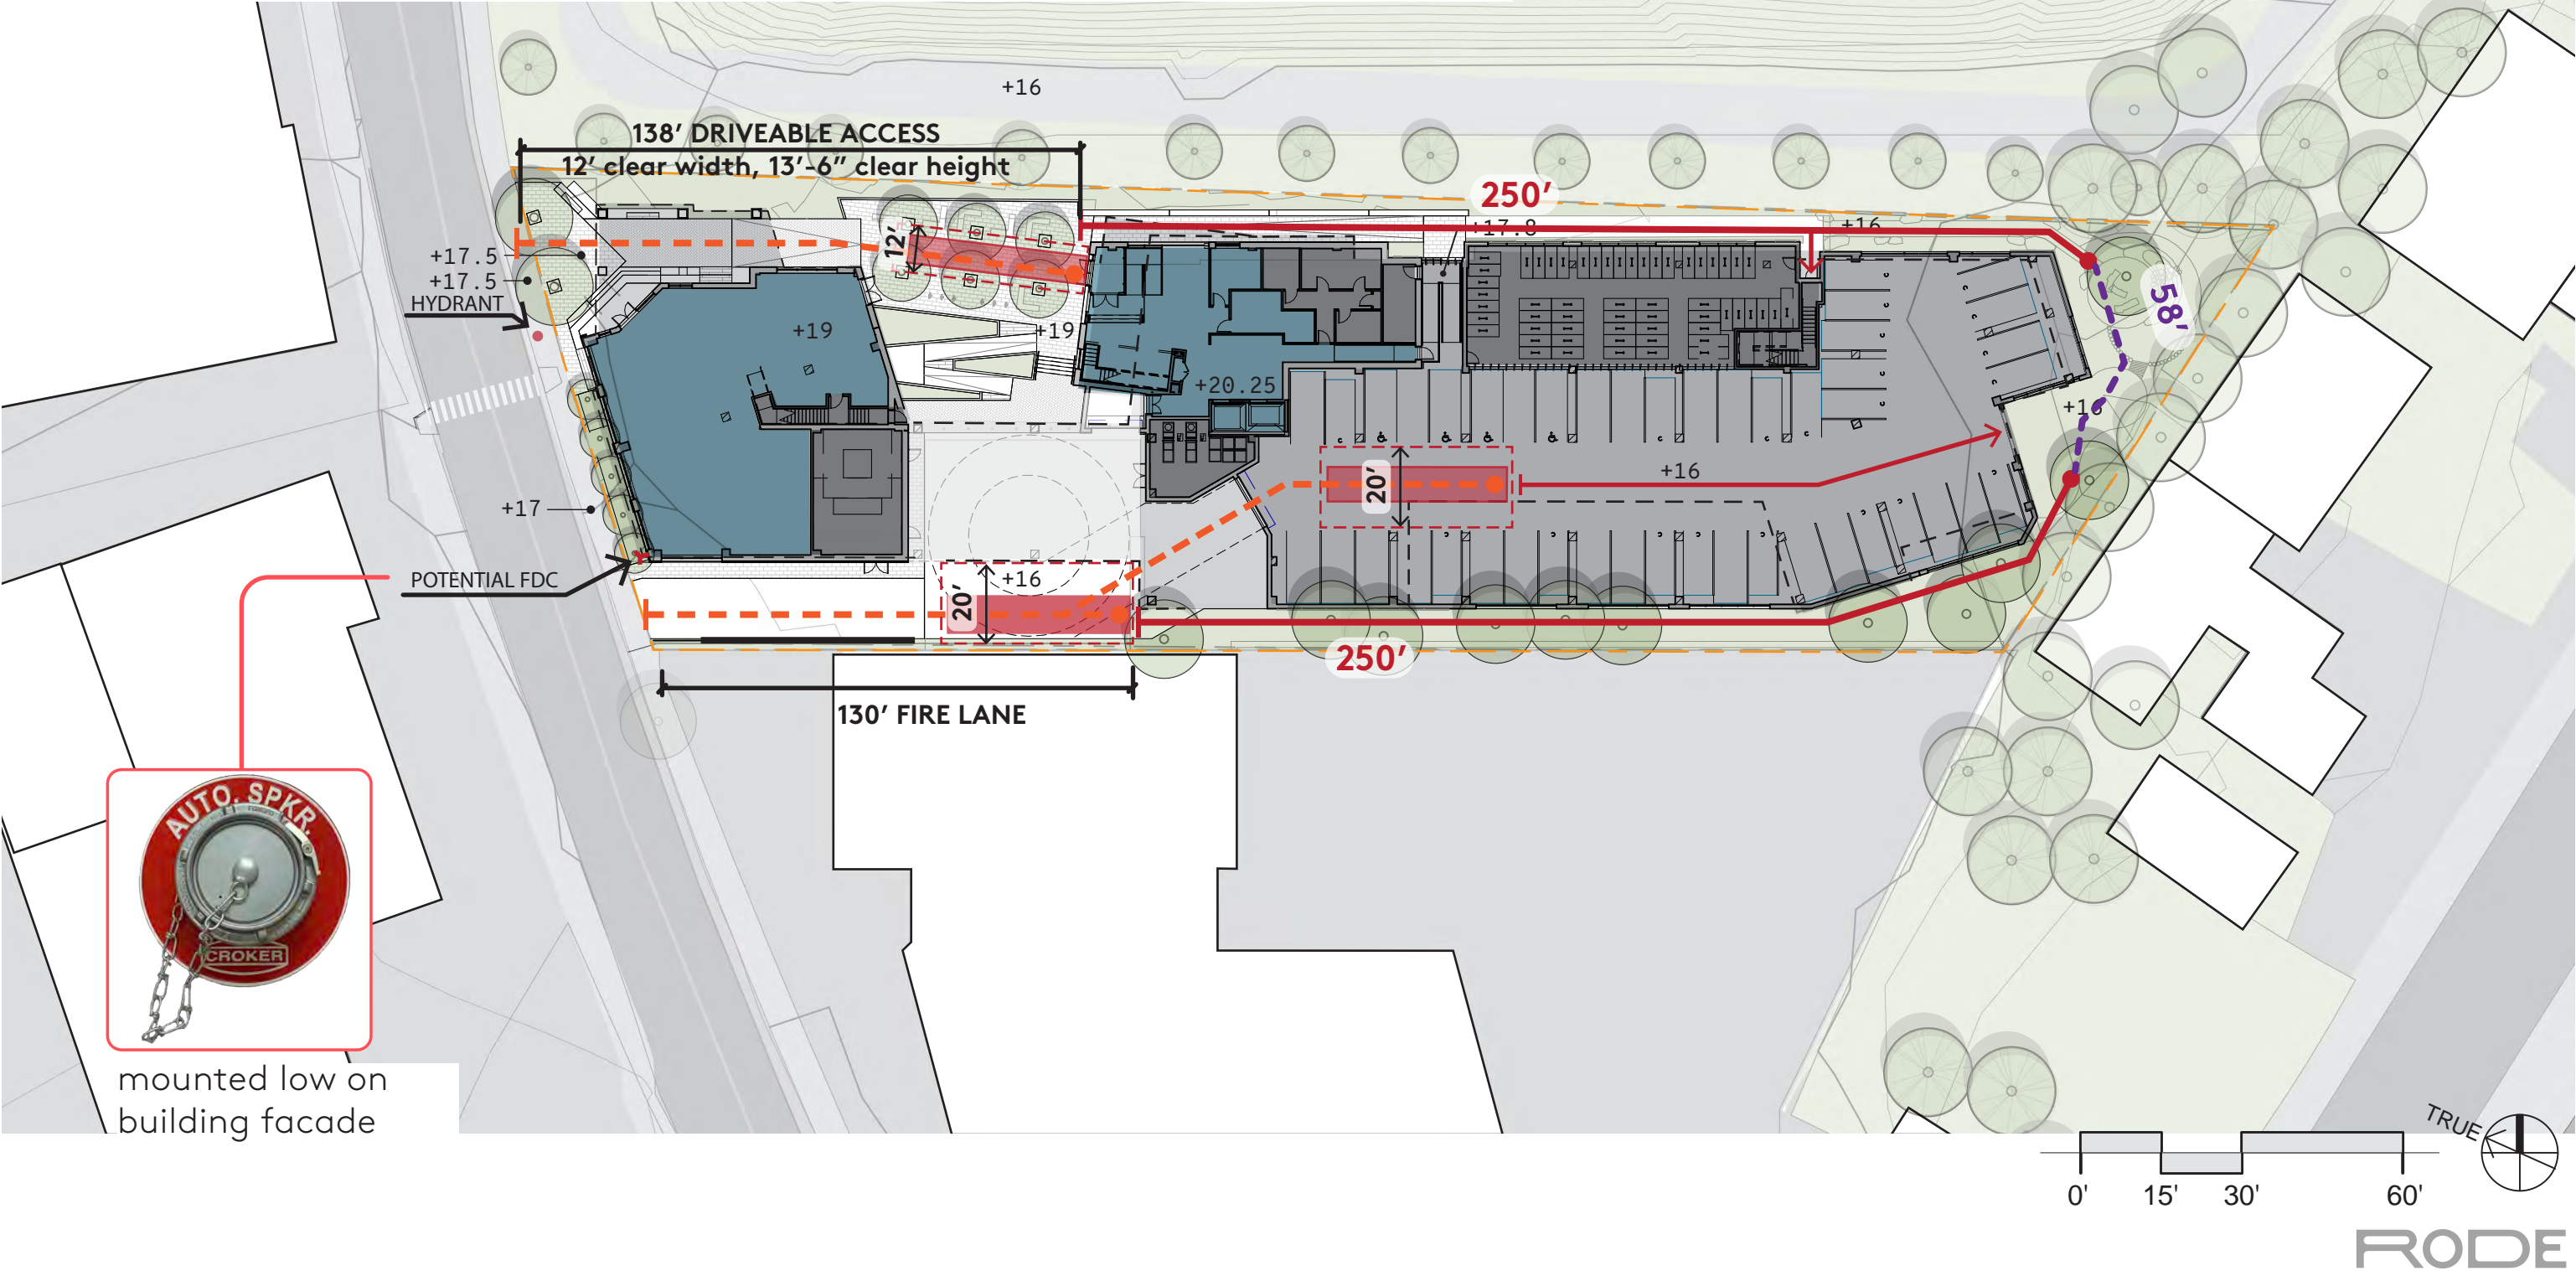 +16
138’ DRIVEABLE ACCESS
12’ clear width, 13’-6” clear height
250’
+17.8
+16
12’
+17.5
+17.5
HYDRANT
58’
+19
+19
+20.25
+16
+16
20’
+17
POTENTIAL FDC
+16
20’
250’
130’ FIRE LANE
AUTO. SPKR.
CROKER
mounted low on
building facade
TRUE
0' 15' 30' 60'
RODE